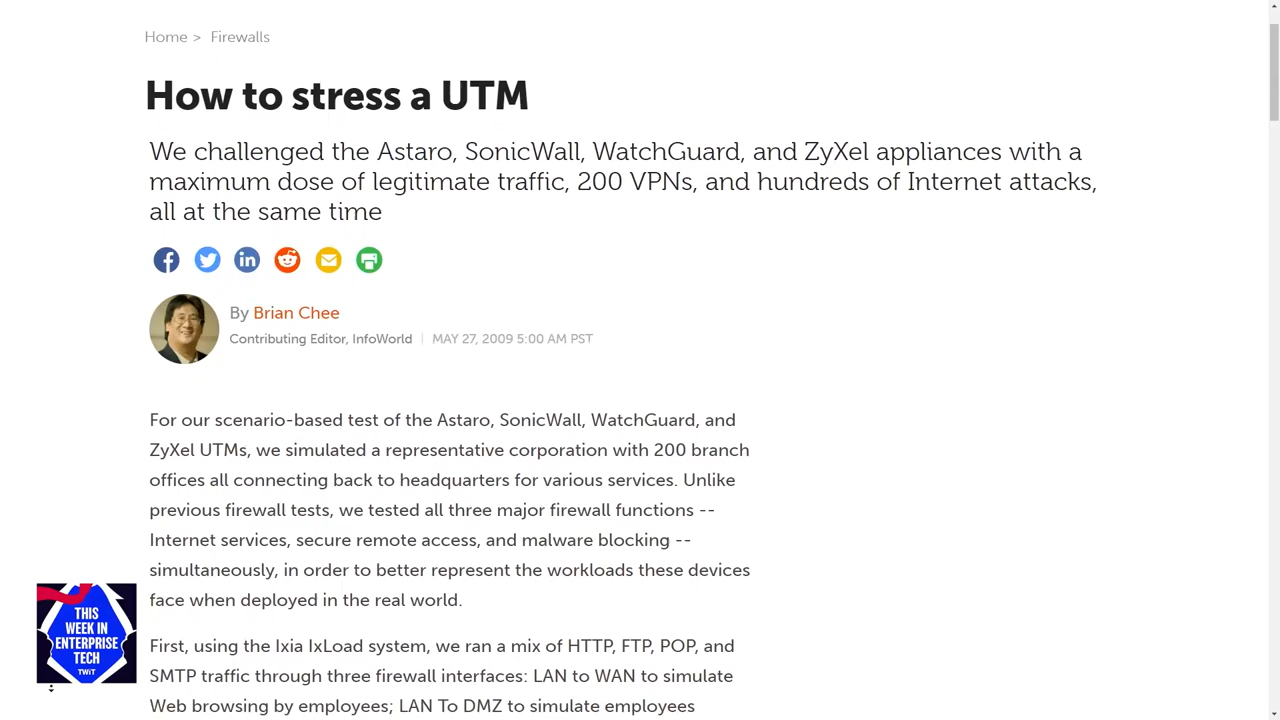 Home > Firewalls
How to stress a UTM
We challenged the Astaro, SonicWall, WatchGuard, and ZyXel appliances with a
maximum dose of legitimate traffic, 200 VPNs, and hundreds of Internet attacks,
all at the same time
By Brian Chee
Contributing Editor, InfoWorld | MAY 27, 2009 5:00 AM PST
For our scenario-based test of the Astaro, SonicWall, WatchGuard, and
ZyXel UTMs, we simulated a representative corporation with 200 branch
offices all connecting back to headquarters for various services. Unlike
previous firewall tests, we tested all three major firewall functions --
Internet services, secure remote access, and malware blocking --
simultaneously, in order to better represent the workloads these devices
face when deployed in the real world.
First, using the Ixia IxLoad system, we ran a mix of HTTP, FTP, POP, and
SMTP traffic through three firewall interfaces: LAN to WAN to simulate
Web browsing by employees; LAN To DMZ to simulate employees
THIS
WEEK IN
ENTERPRISE
TECH
TWiT